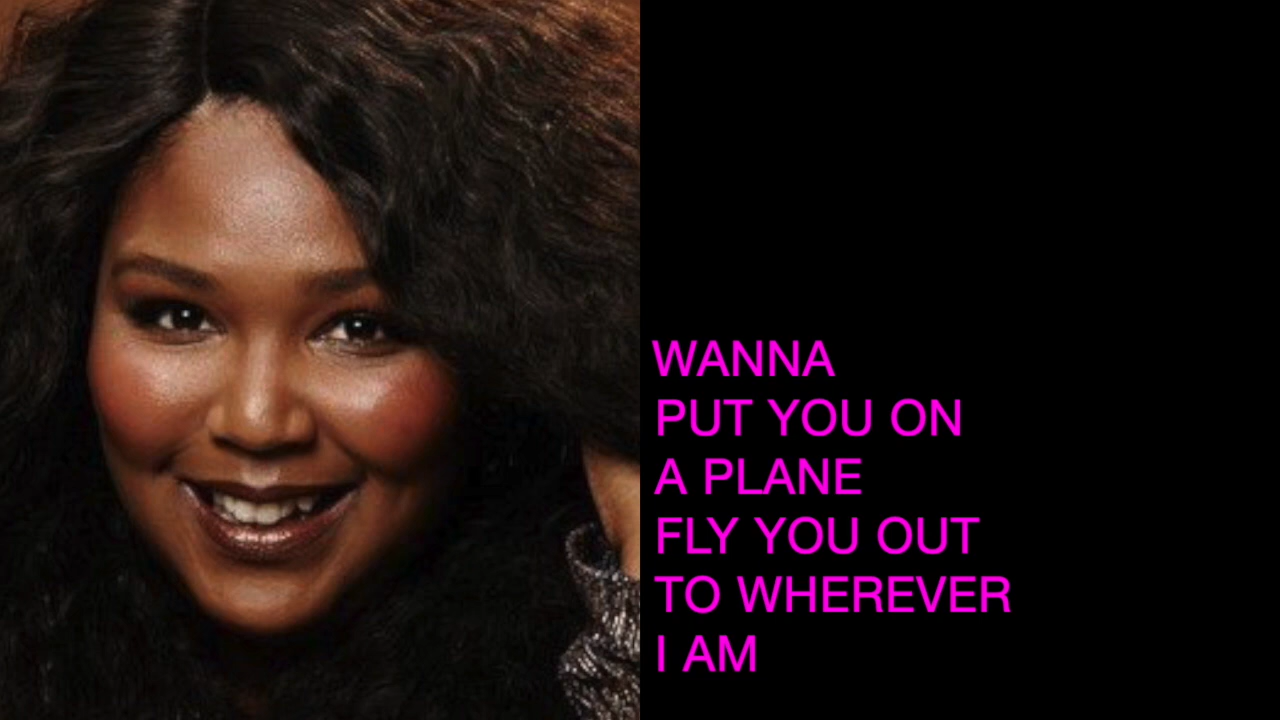 WANNA
PUT YOU ON
A PLANE
FLY YOU OUT
TO WHEREVER
I AM